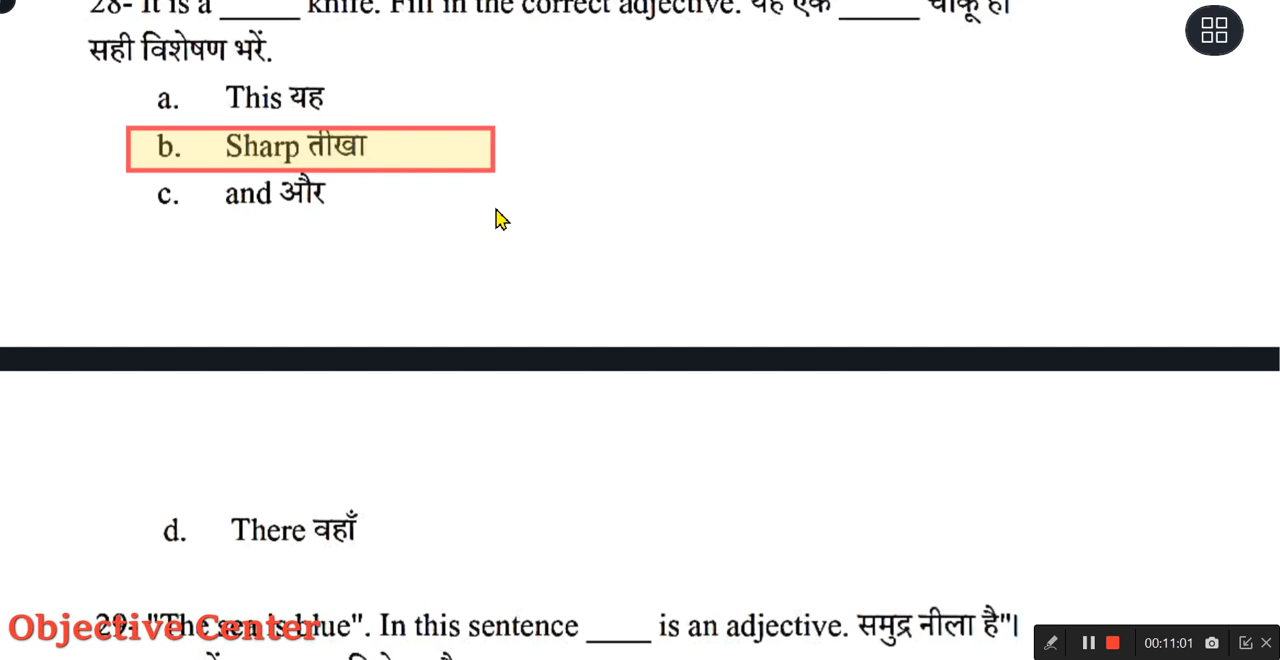 28- It is a _____ knife. Fill in the correct adjective. यह एक _____ चाकू है।
सही विशेषण भरें.
a. This यह
b. Sharp तीखा
c. and और
d. There वहाँ
29- "The sea is blue". In this sentence ____ is an adjective. समुद्र नीला है"।
Objective Center
00:11:01